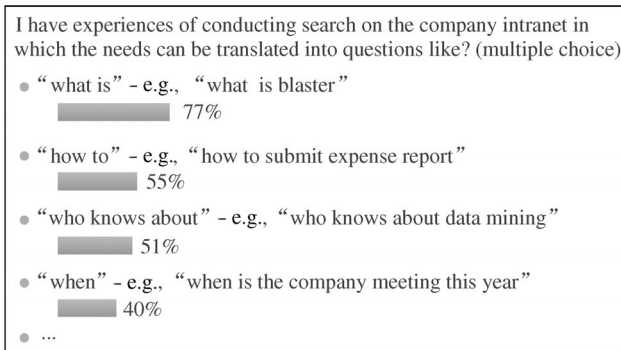 I have experiences of conducting search on the company intranet in
which the needs can be translated into questions like? (multiple choice)
“what is” – e.g., “what is blaster”
77%
“how to” – e.g., “how to submit expense report”
55%
“who knows about” – e.g., “who knows about data mining”
51%
“when” – e.g., “when is the company meeting this year”
40%
...